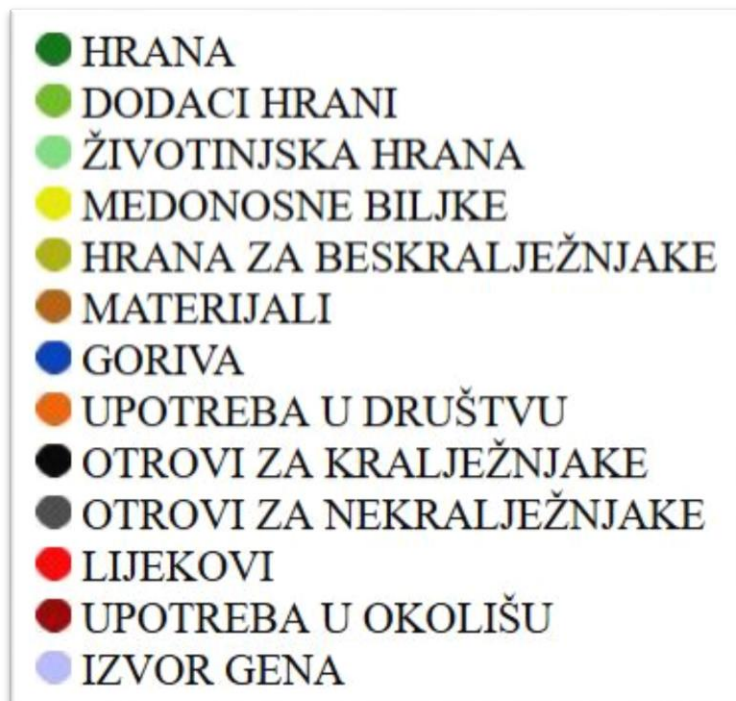 HRANA
DODACI HRANI
ŽIVOTINJSKA HRANA
MEDONOSNE BILJKE
HRANA ZA BESKRALJEŽNJAKE
MATERIJALI
GORIVA
UPOTREBA U DRUŠTVU
OTROVI ZA KRALJEŽNJAKE
OTROVI ZA NEKRALJEŽNJAKE
LIJEKOVI
UPOTREBA U OKOLIŠU
IZVOR GENA